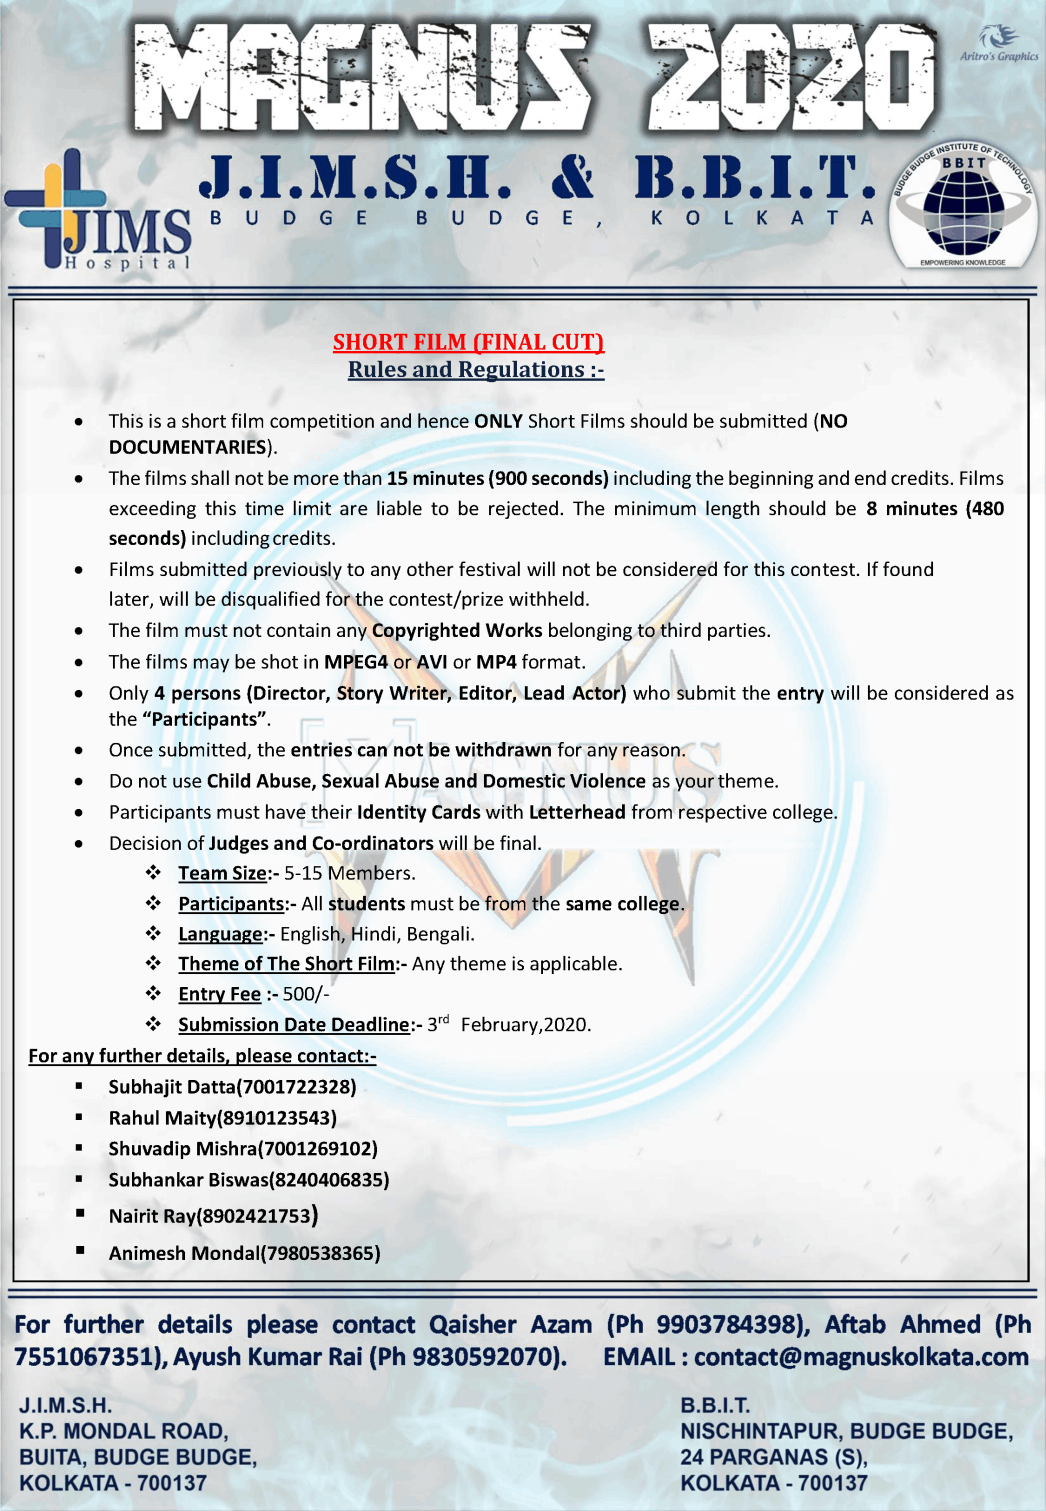 MAGNUS 2020
Aritro's Graphics
J.I.M.S.H. & B.B.I.T.
BUDGE BUDGE, KOLKATA
JIMS
Hospital
BUDGE BUDGE INSTITUTE OF TECHNOLOGY
BBIT
EMPOWERING KNOWLEDGE
SHORT FILM (FINAL CUT)
Rules and Regulations :-
• This is a short film competition and hence ONLY Short Films should be submitted (NO
DOCUMENTARIES).
• The films shall not be more than 15 minutes (900 seconds) including the beginning and end credits. Films
exceeding this time limit are liable to be rejected. The minimum length should be 8 minutes (480
seconds) including credits.
• Films submitted previously to any other festival will not be considered for this contest. If found
later, will be disqualified for the contest/prize withheld.
• The film must not contain any Copyrighted Works belonging to third parties.
• The films may be shot in MPEG4 or AVI or MP4 format.
• Only 4 persons (Director, Story Writer, Editor, Lead Actor) who submit the entry will be considered as
the “Participants”.
• Once submitted, the entries can not be withdrawn for any reason.
• Do not use Child Abuse, Sexual Abuse and Domestic Violence as your theme.
• Participants must have their Identity Cards with Letterhead from respective college.
• Decision of Judges and Co-ordinators will be final.
❖ Team Size:- 5-15 Members.
❖ Participants:- All students must be from the same college.
❖ Language:- English, Hindi, Bengali.
❖ Theme of The Short Film:- Any theme is applicable.
❖ Entry Fee :- 500/-
❖ Submission Date Deadline:- 3rd February,2020.
For any further details, please contact:-
▪ Subhajit Datta(7001722328)
▪ Rahul Maity(8910123543)
▪ Shuvadip Mishra(7001269102)
▪ Subhankar Biswas(8240406835)
▪ Nairit Ray(8902421753)
▪ Animesh Mondal(7980538365)
MAGNUS
For further details please contact Qaisher Azam (Ph 9903784398), Aftab Ahmed (Ph
7551067351), Ayush Kumar Rai (Ph 9830592070). EMAIL : contact@magnuskolkata.com
J.I.M.S.H.
K.P. MONDAL ROAD,
BUITA, BUDGE BUDGE,
KOLKATA - 700137
B.B.I.T.
NISCHINTAPUR, BUDGE BUDGE,
24 PARGANAS (S),
KOLKATA - 700137